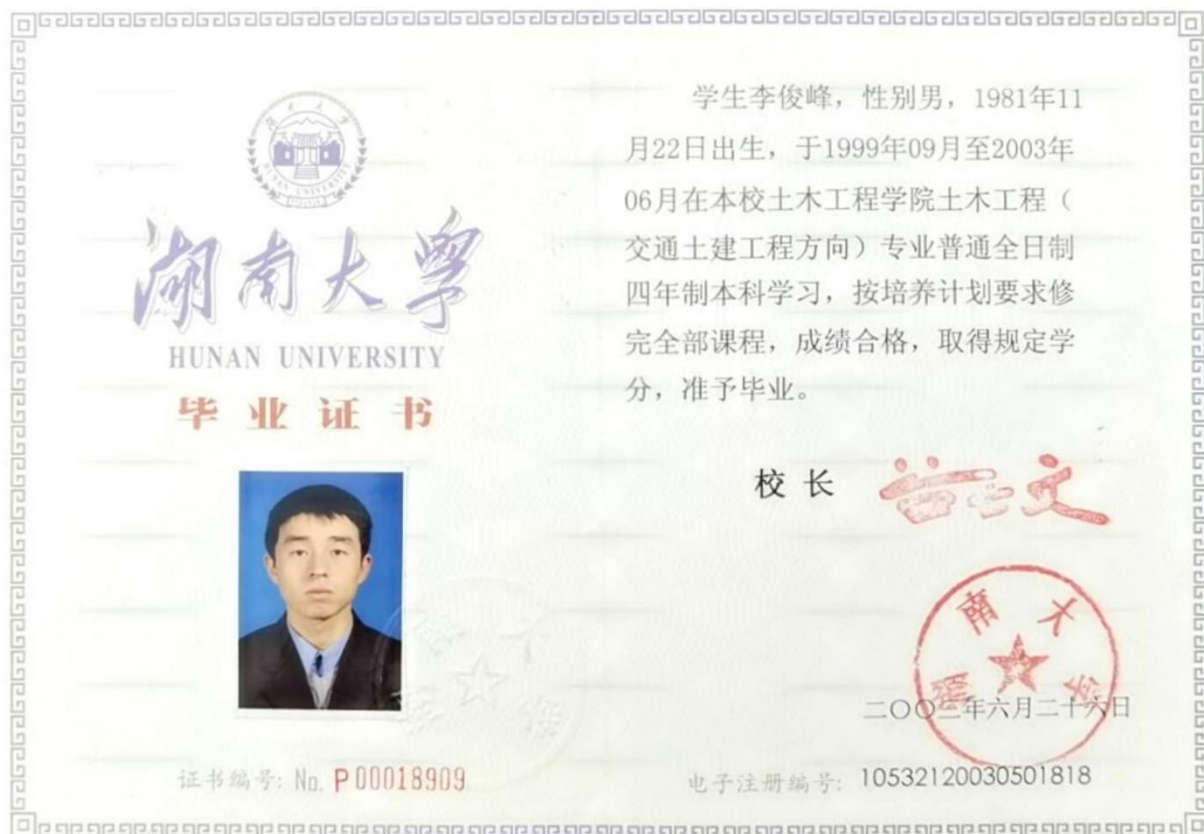 湖南大學
HUNAN UNIVERSITY
毕业证书
证书编号: No. P00018909
学生李俊峰，性别男，1981年11
月22日出生，于1999年09月至2003年
06月在本校土木工程学院土木工程（
交通土建工程方向）专业普通全日制
四年制本科学习，按培养计划要求修
完全部课程，成绩合格，取得规定学
分，准予毕业。
校 长
湖南大学
二〇〇三年六月二十六日
电子注册编号: 10532120030501818